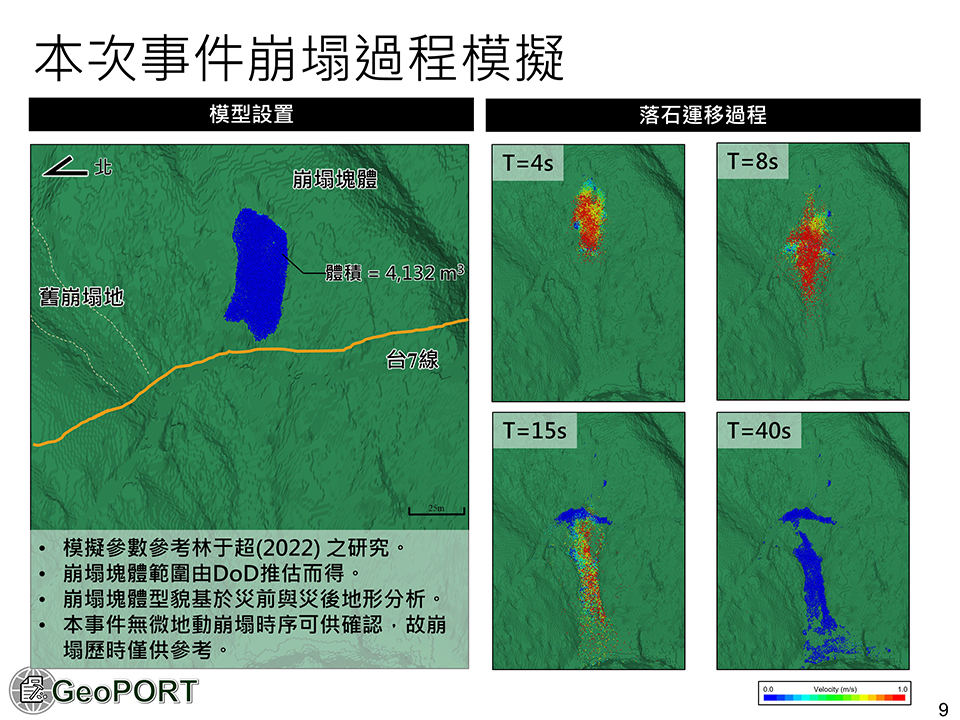 本次事件崩塌過程模擬
模型設置
落石運移過程
北
崩塌塊體
體積 = 4,132 m³
舊崩塌地
台7線
25m
• 模擬參數參考林于超(2022) 之研究。
• 崩塌塊體範圍由DoD推估而得。
• 崩塌塊體型貌基於災前與災後地形分析。
• 本事件無微地動崩塌時序可供確認，故崩
塌歷時僅供參考。
T=4s
T=8s
T=15s
T=40s
0.0 Velocity (m/s) 1.0
GeoPORT
9